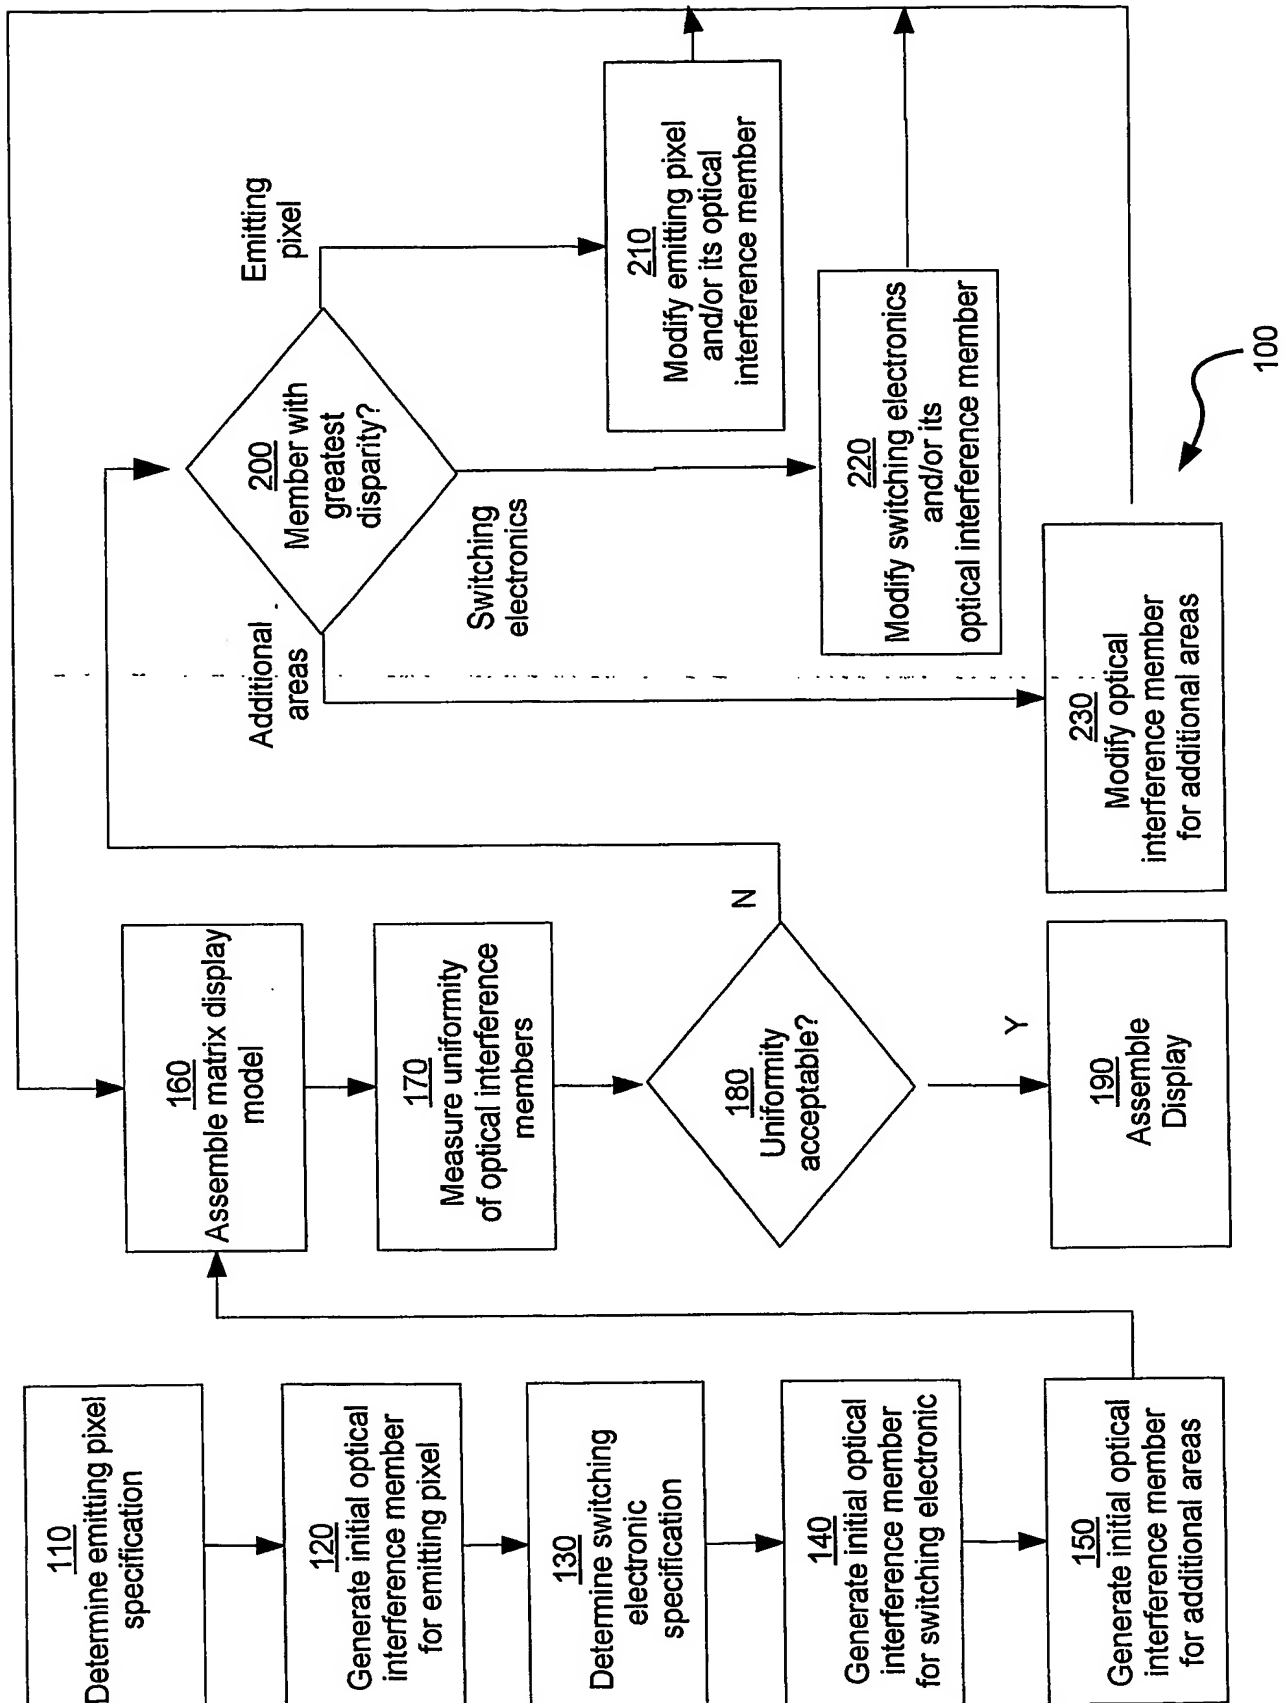 110
Determine emitting pixel
specification
120
Generate initial optical
interference member
for emitting pixel
130
Determine switching
electronic
specification
140
Generate initial optical
interference member
for switching electronic
150
Generate initial optical
interference member
for additional areas
160
Assemble matrix display
model
170
Measure uniformity
of optical interference
members
180
Uniformity
acceptable?
N
Y
190
Assemble
Display
200
Member with
greatest
disparity?
Additional
areas
Switching
electronics
Emitting
pixel
210
Modify emitting pixel
and/or its optical
interference member
220
Modify switching electronics
and/or its
optical interference member
230
Modify optical
interference member
for additional areas
100